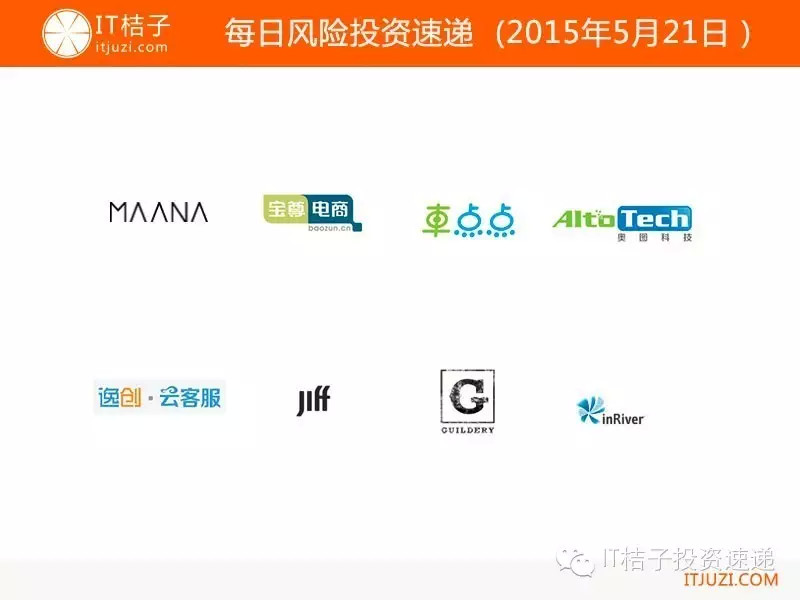 IT桔子
itjuzi.com
每日风险投资速递 (2015年5月21日 )
MAANA
宝尊电商
baozun.cn
車点点
AltoTech
奥图科技
逸创·云客服
JIff
G
GUILDERY
inRiver
IT桔子投资速递
ITJUZI.COM